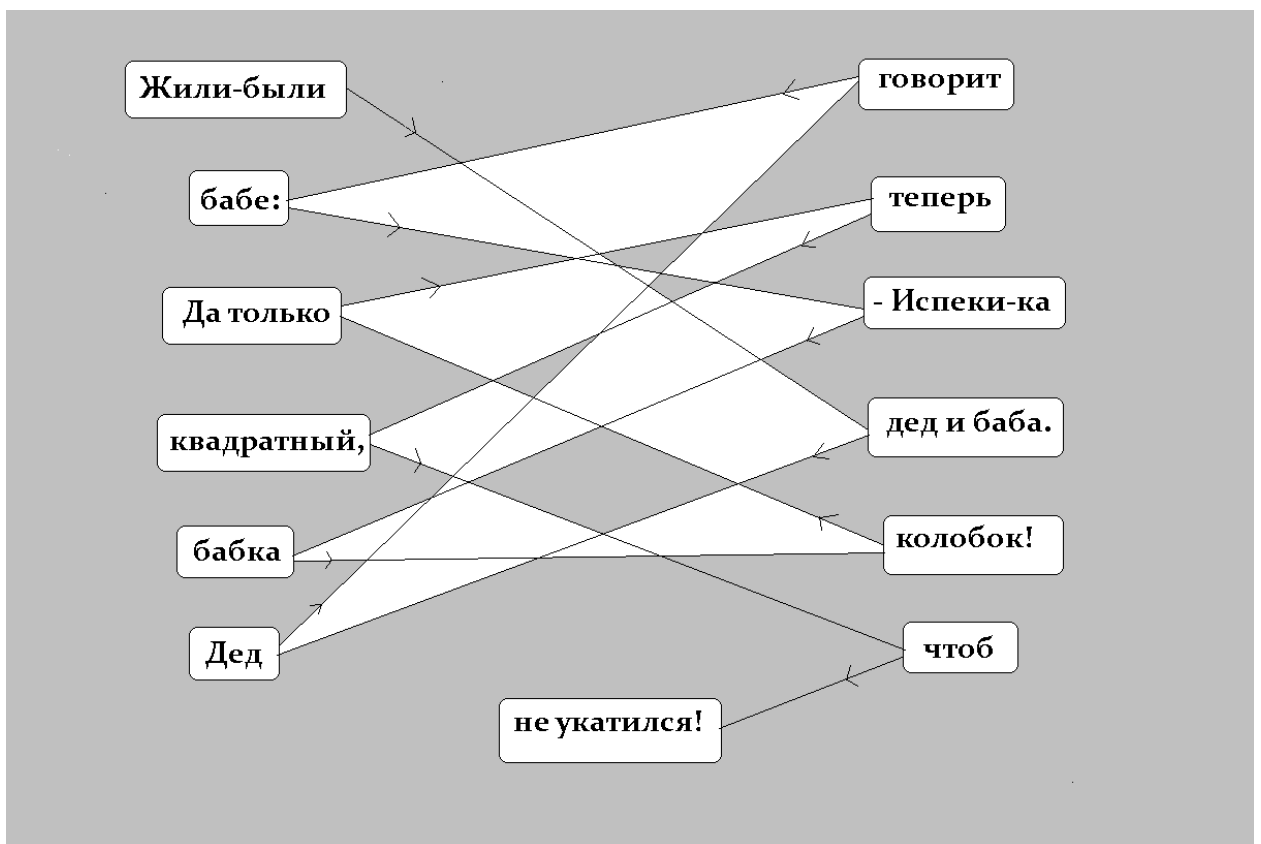 Жили-были
говорит
бабе:
теперь
Да только
- Испеки-ка
квадратный,
дед и баба.
бабка
колобок!
Дед
чтоб
не укатился!